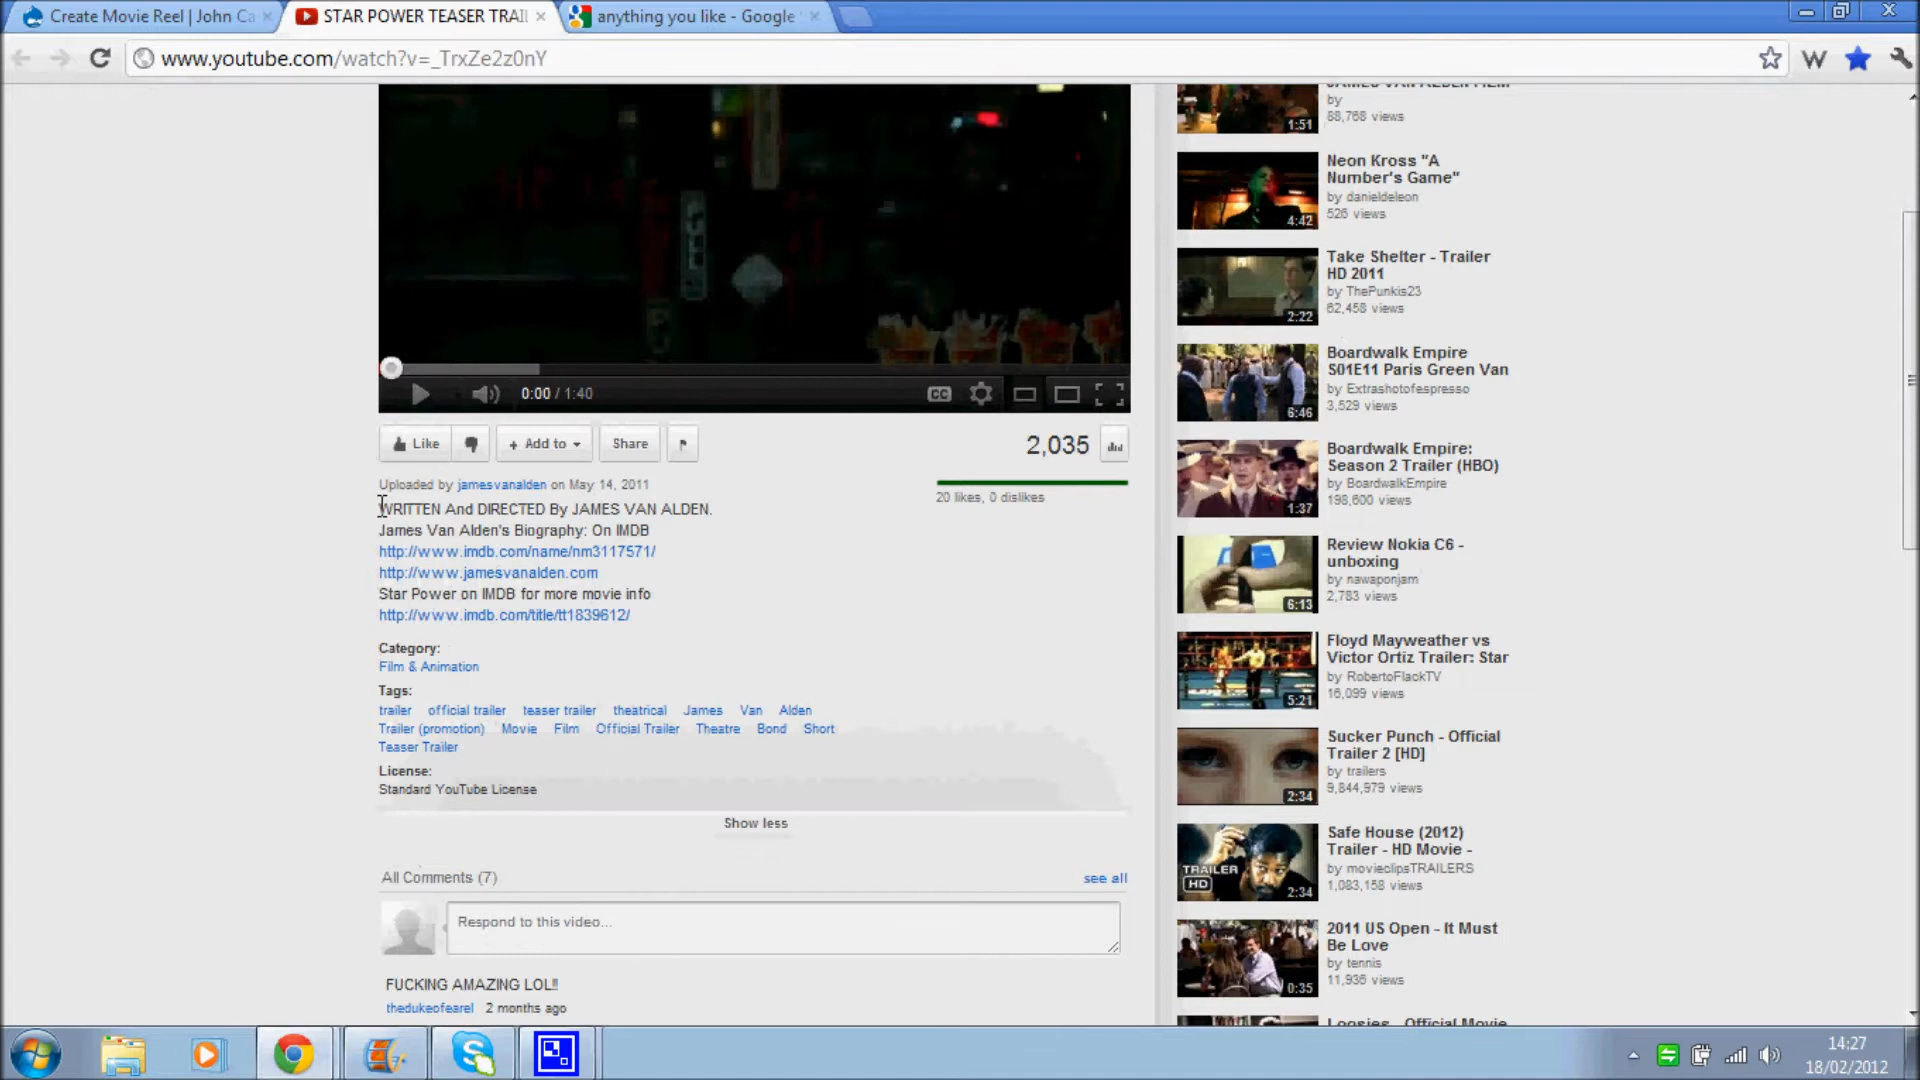 Create Movie Reel | John Ca
STAR POWER TEASER TRAI
anything you like - Google
www.youtube.com/watch?v=_TrxZe2z0nY
0:00 / 1:40
CC
Like
+ Add to
Share
2,035
Uploaded by jamesvanalden on May 14, 2011
20 likes, 0 dislikes
WRITTEN And DIRECTED By JAMES VAN ALDEN.
James Van Alden's Biography: On IMDB
http://www.imdb.com/name/nm3117571/
http://www.jamesvanalden.com
Star Power on IMDB for more movie info
http://www.imdb.com/title/tt1839612/
Category:
Film & Animation
Tags:
trailer official trailer teaser trailer theatrical James Van Alden
Trailer (promotion) Movie Film Official Trailer Theatre Bond Short
Teaser Trailer
License:
Standard YouTube License
Show less
All Comments (7)
see all
Respond to this video...
FUCKING AMAZING LOL!!
thedukeofearel 2 months ago
JAMES VAN ALDEN FILM
by
88,768 views
1:51
Neon Kross "A
Number's Game"
by danieldeleon
526 views
4:42
Take Shelter - Trailer
HD 2011
by ThePunkis23
62,458 views
2:22
Boardwalk Empire
S01E11 Paris Green Van
by Extrashotofespresso
3,529 views
6:46
Boardwalk Empire:
Season 2 Trailer (HBO)
by BoardwalkEmpire
198,600 views
1:37
Review Nokia C6 -
unboxing
by nawaponjam
2,783 views
6:13
Floyd Mayweather vs
Victor Ortiz Trailer: Star
by RobertoFlackTV
16,099 views
5:21
Sucker Punch - Official
Trailer 2 [HD]
by trailers
9,844,979 views
2:34
Safe House (2012)
Trailer - HD Movie -
by movieclipsTRAILERS
1,083,158 views
TRAILER
HD
2:34
2011 US Open - It Must
Be Love
by tennis
11,936 views
0:35
Loosies - Official Movie
14:27
18/02/2012